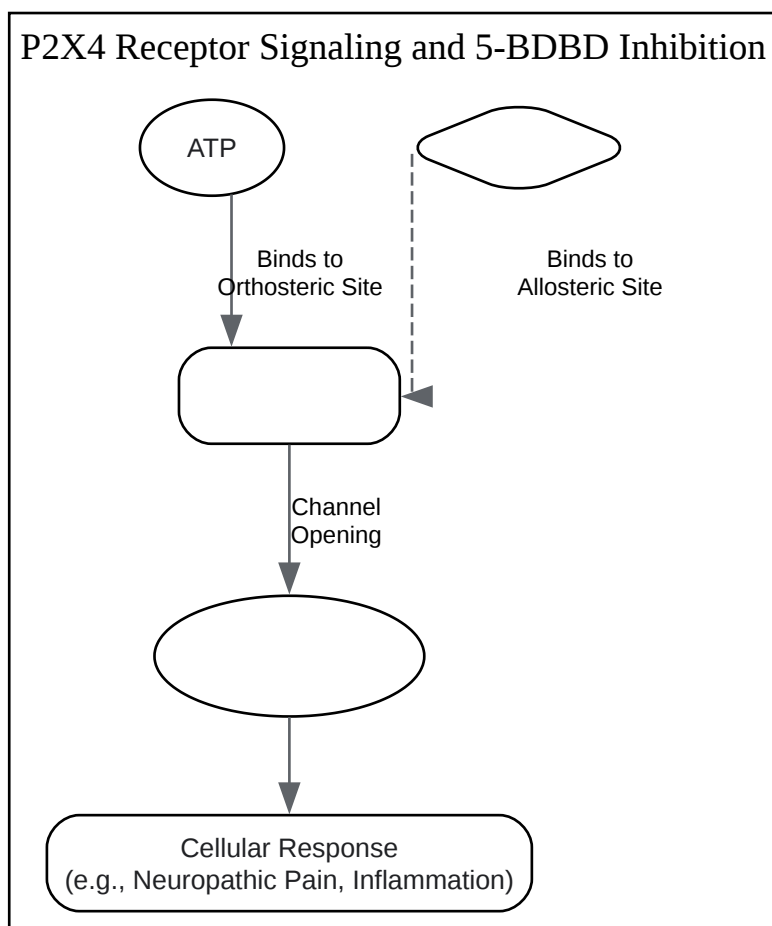 P2X4 Receptor Signaling and 5-BDBD Inhibition
ATP
Binds to
Orthosteric Site
Binds to
Allosteric Site
Channel
Opening
Cellular Response
(e.g., Neuropathic Pain, Inflammation)